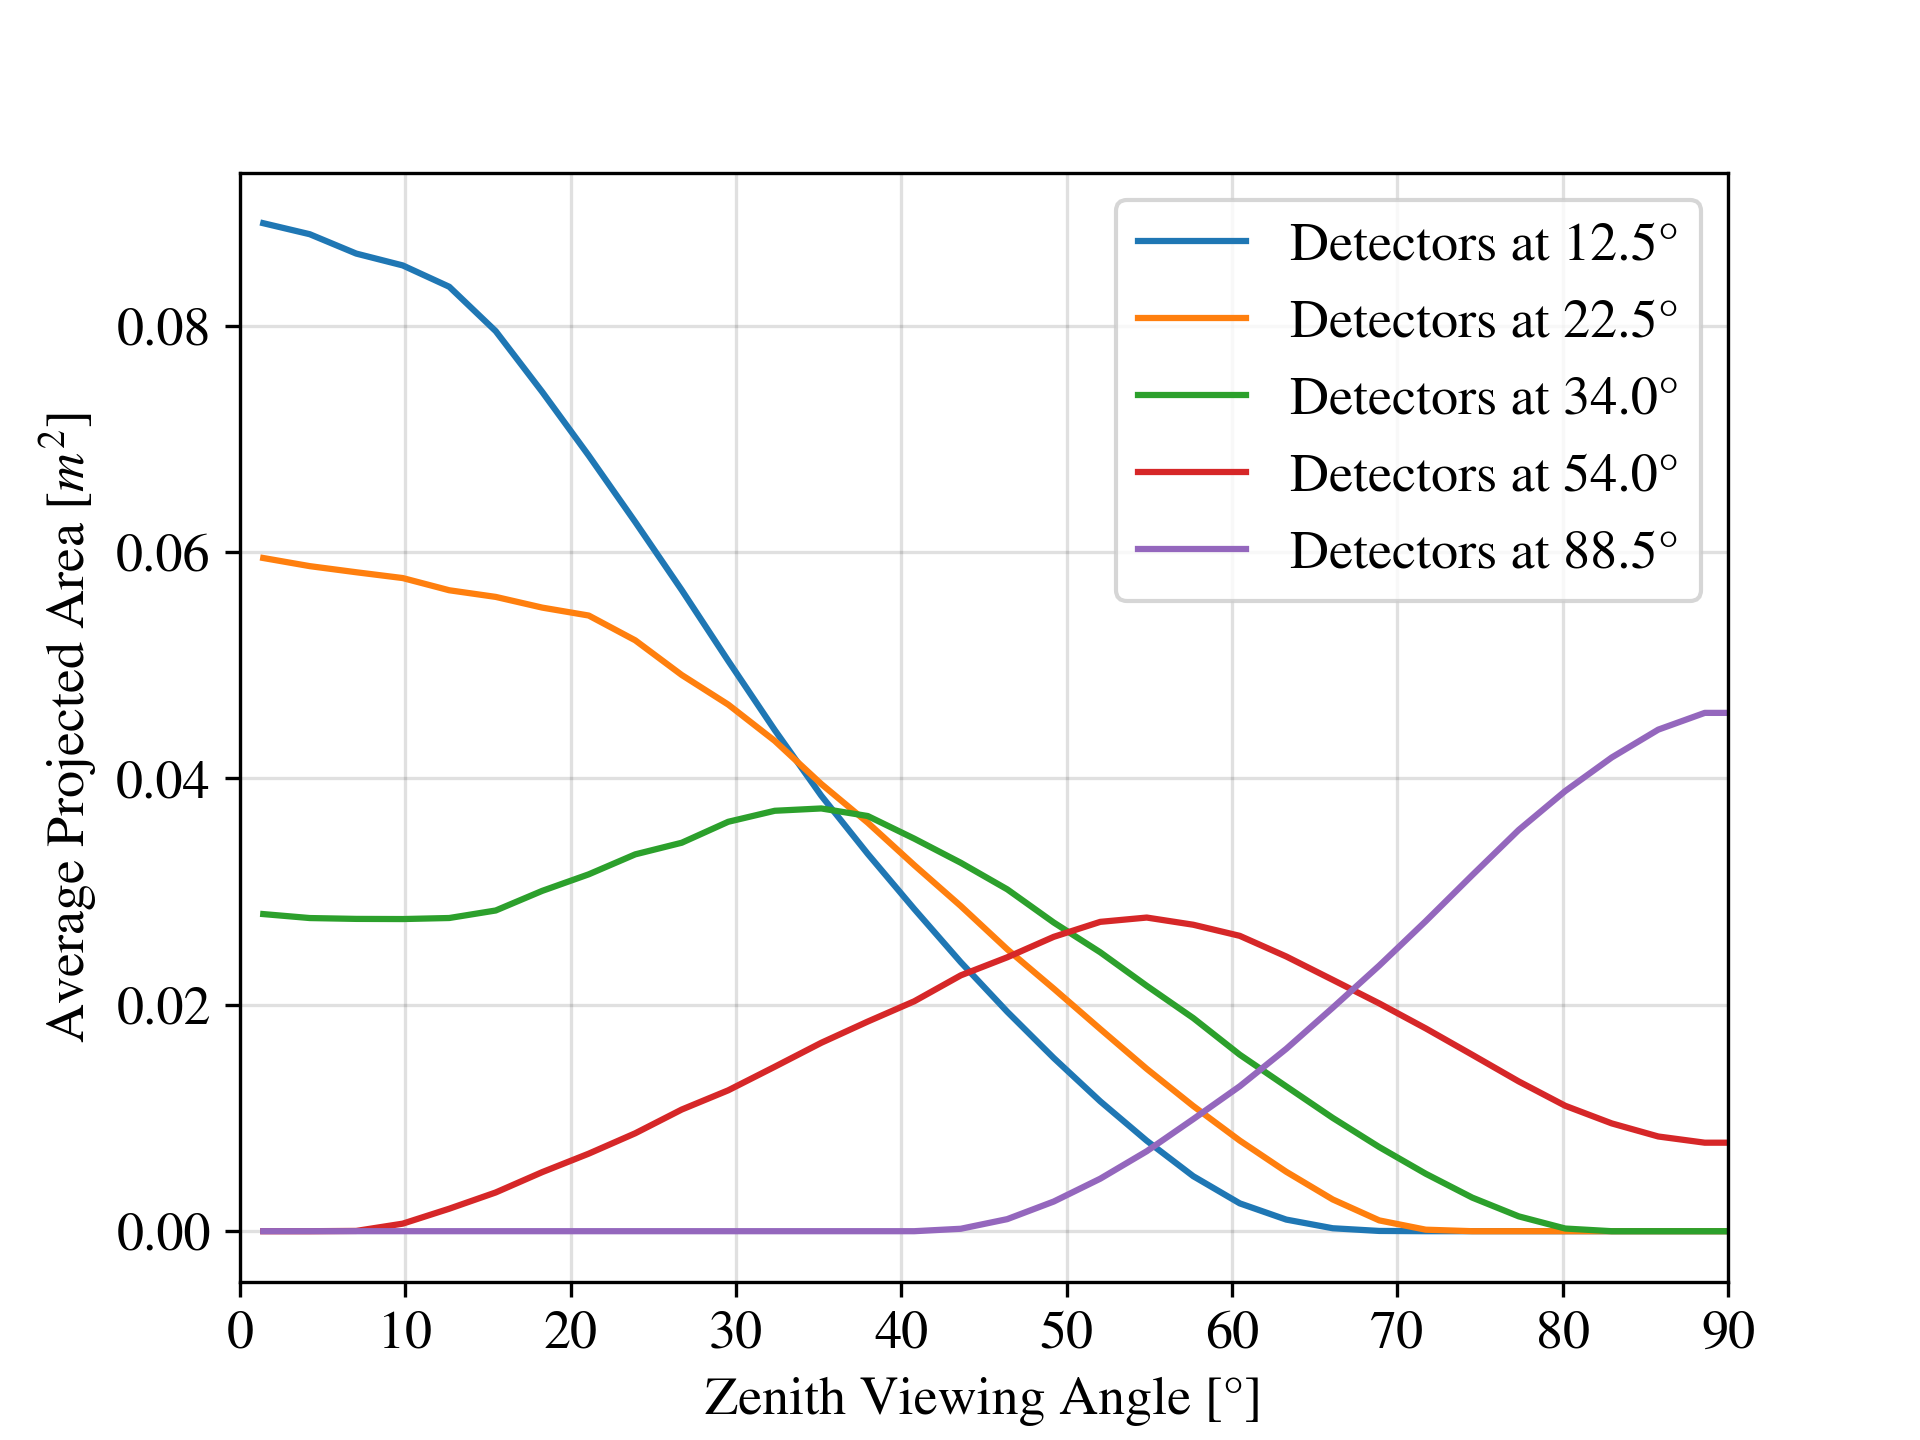 Detectors at 12.5°
Detectors at 22.5°
Detectors at 34.0°
Detectors at 54.0°
Detectors at 88.5°
Average Projected Area [m²]
0.08
0.06
0.04
0.02
0.00
0 10 20 30 40 50 60 70 80 90
Zenith Viewing Angle [°]